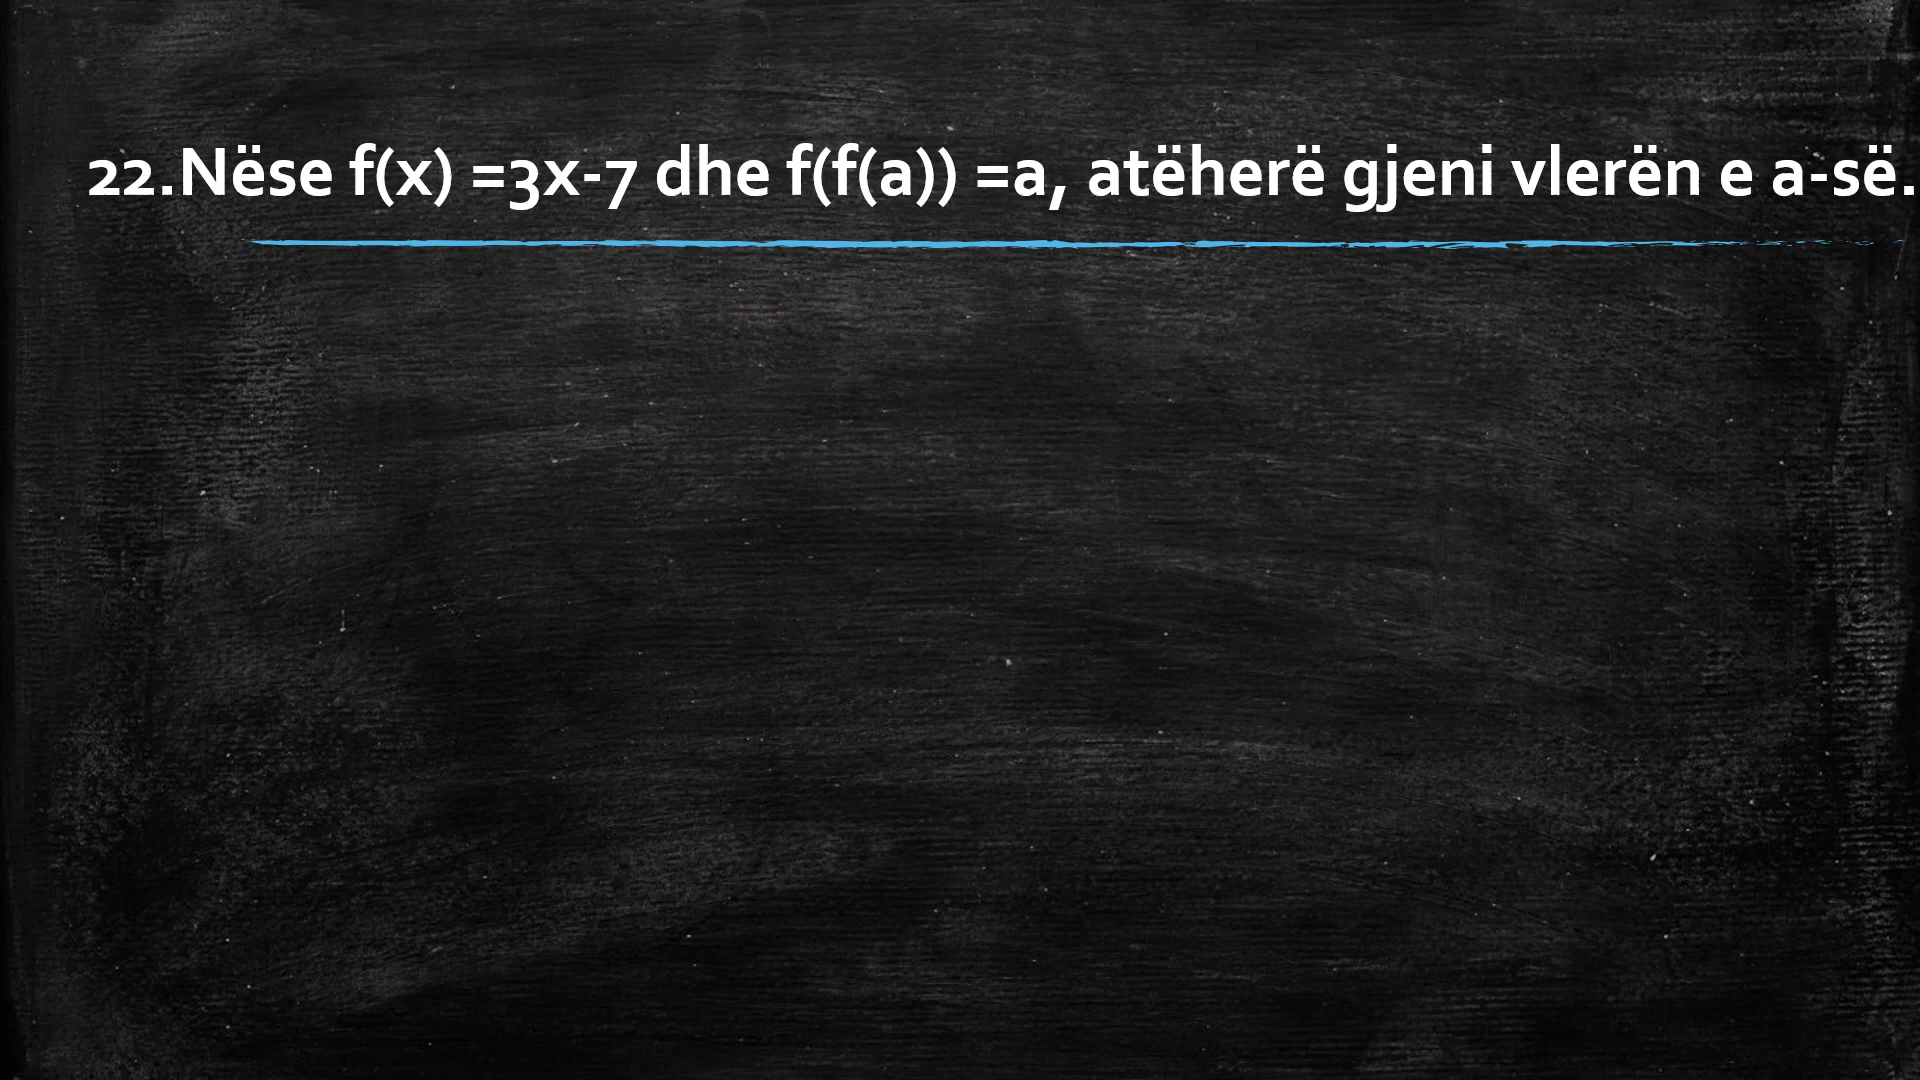 22.Nëse f(x) =3x-7 dhe f(f(a)) =a, atëherë gjeni vlerën e a-së.